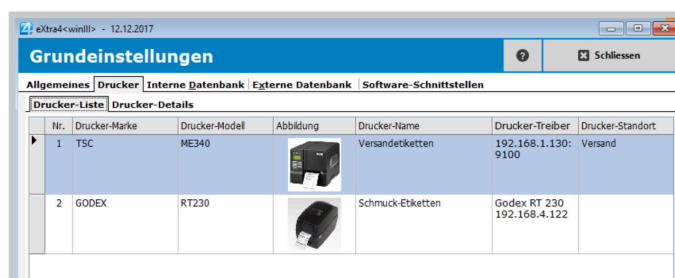 eXtra4<winIII> - 12.12.2017
Grundeinstellungen
? Schliessen
Allgemeines Drucker Interne Datenbank Externe Datenbank Software-Schnittstellen
Drucker-Liste Drucker-Details
Nr. Drucker-Marke Drucker-Modell Abbildung Drucker-Name Drucker-Treiber Drucker-Standort
1 TSC ME340 Versandetiketten 192.168.1.130: Versand
9100
2 GODEX RT230 Schmuck-Etiketten Godex RT 230
192.168.4.122